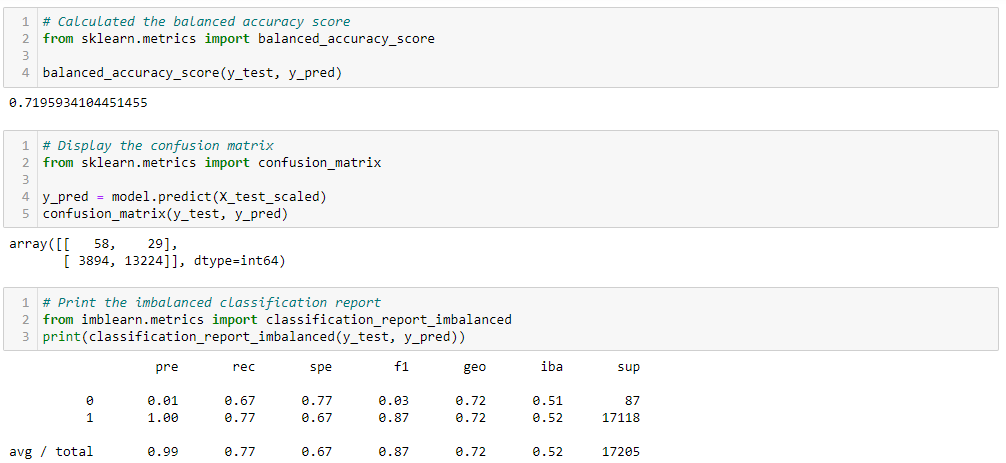 1 # Calculated the balanced accuracy score
2 from sklearn.metrics import balanced_accuracy_score
3
4 balanced_accuracy_score(y_test, y_pred)
0.7195934104451455
1 # Display the confusion matrix
2 from sklearn.metrics import confusion_matrix
3
4 y_pred = model.predict(X_test_scaled)
5 confusion_matrix(y_test, y_pred)
array([[   58,    29],
       [ 3894, 13224]], dtype=int64)
1 # Print the imbalanced classification report
2 from imblearn.metrics import classification_report_imbalanced
3 print(classification_report_imbalanced(y_test, y_pred))
pre rec spe f1 geo iba sup
0 0.01 0.67 0.77 0.03 0.72 0.51 87
1 1.00 0.77 0.67 0.87 0.72 0.52 17118
avg / total 0.99 0.77 0.67 0.87 0.72 0.52 17205